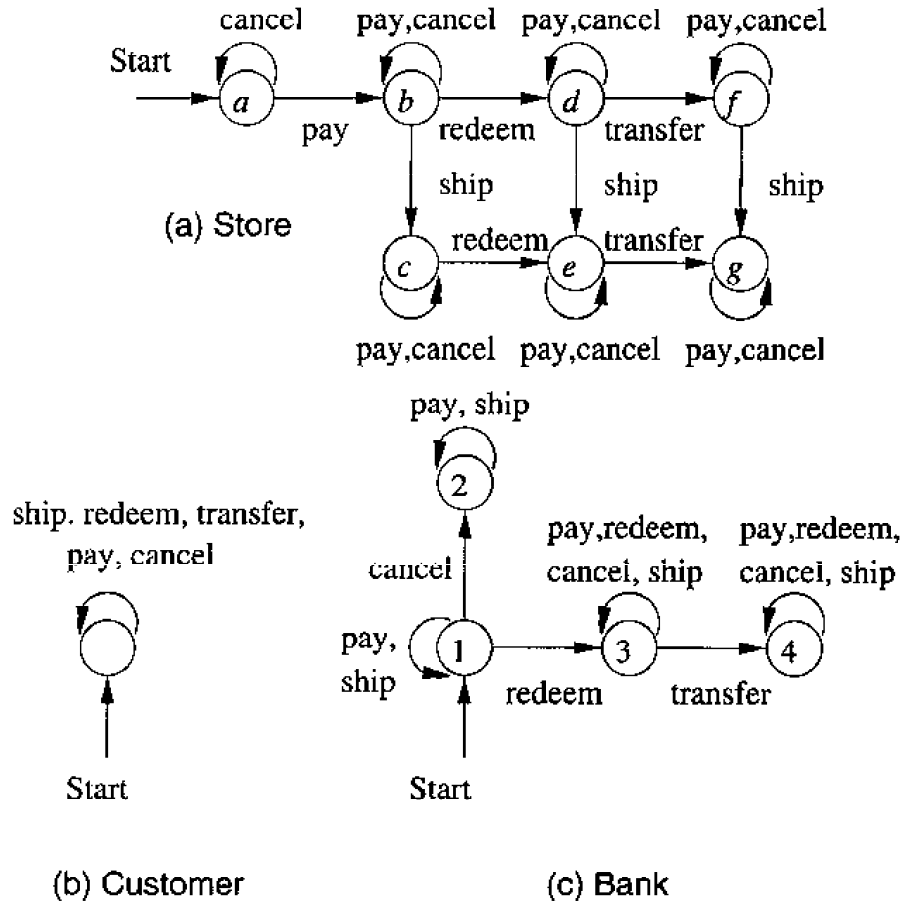 cancel pay,cancel pay,cancel pay,cancel
Start
a b d f
pay redeem transfer
ship ship ship
(a) Store
redeem transfer
c e g
pay,cancel pay,cancel pay,cancel
pay, ship
2
ship. redeem, transfer,
pay, cancel
pay,redeem, pay,redeem,
cancel, ship cancel, ship
cancel
pay,
ship
1 3 4
redeem transfer
Start Start
(b) Customer (c) Bank